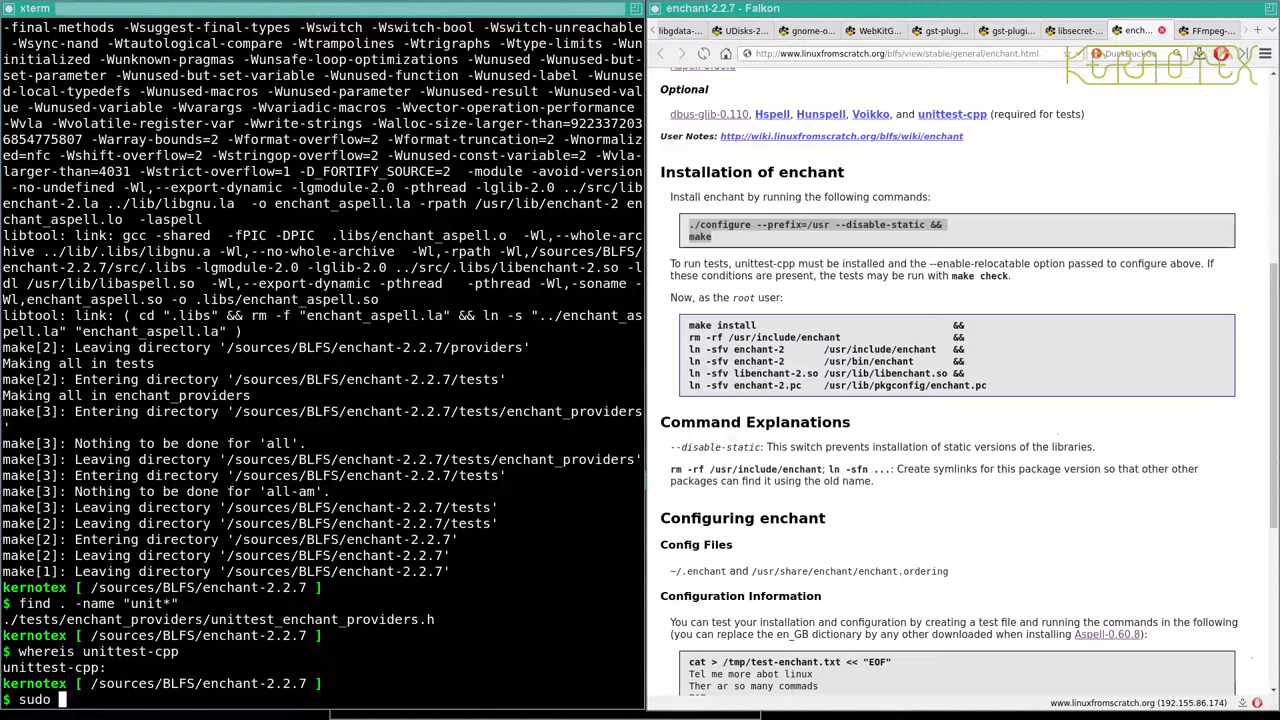 xterm
-final-methods -Wsuggest-final-types -Wswitch -Wswitch-bool -Wswitch-unreachable
-Wsync-nand -Wtautological-compare -Wtrampolines -Wtrigraphs -Wtype-limits -Wun
initialized -Wunknown-pragmas -Wunsafe-loop-optimizations -Wunused -Wunused-but-
set-parameter -Wunused-but-set-variable -Wunused-function -Wunused-label -Wunuse
d-local-typedefs -Wunused-macros -Wunused-parameter -Wunused-result -Wunused-val
ue -Wunused-variable -Wvarargs -Wvariadic-macros -Wvector-operation-performance
-Wvla -Wvolatile-register-var -Wwrite-strings -Walloc-size-larger-than=922337203
6854775807 -Warray-bounds=2 -Wformat-overflow=2 -Wformat-truncation=2 -Wnormaliz
ed=nfc -Wshift-overflow=2 -Wstringop-overflow=2 -Wunused-const-variable=2 -Wvla-
larger-than=4031 -Wstrict-overflow=1 -D_FORTIFY_SOURCE=2  -module -avoid-version
-no-undefined -Wl,--export-dynamic -lgmodule-2.0 -pthread -lglib-2.0 ../src/lib
enchant-2.la ../lib/libgnu.la  -o enchant_aspell.la -rpath /usr/lib/enchant-2 en
chant_aspell.lo  -laspell
libtool: link: gcc -shared  -fPIC -DPIC  .libs/enchant_aspell.o  -Wl,--whole-arc
hive ../lib/.libs/libgnu.a -Wl,--no-whole-archive  -Wl,-rpath -Wl,/sources/BLFS/
enchant-2.2.7/src/.libs -lgmodule-2.0 -lglib-2.0 ../src/.libs/libenchant-2.so -l
dl /usr/lib/libaspell.so  -Wl,--export-dynamic -pthread   -pthread -Wl,-soname -
Wl,enchant_aspell.so -o .libs/enchant_aspell.so
libtool: link: ( cd ".libs" && rm -f "enchant_aspell.la" && ln -s "../enchant_as
pell.la" "enchant_aspell.la" )
make[2]: Leaving directory '/sources/BLFS/enchant-2.2.7/providers'
Making all in tests
make[2]: Entering directory '/sources/BLFS/enchant-2.2.7/tests'
Making all in enchant_providers
make[3]: Entering directory '/sources/BLFS/enchant-2.2.7/tests/enchant_providers
'
make[3]: Nothing to be done for 'all'.
make[3]: Leaving directory '/sources/BLFS/enchant-2.2.7/tests/enchant_providers'
make[3]: Entering directory '/sources/BLFS/enchant-2.2.7/tests'
make[3]: Nothing to be done for 'all-am'.
make[3]: Leaving directory '/sources/BLFS/enchant-2.2.7/tests'
make[2]: Leaving directory '/sources/BLFS/enchant-2.2.7/tests'
make[2]: Entering directory '/sources/BLFS/enchant-2.2.7'
make[2]: Leaving directory '/sources/BLFS/enchant-2.2.7'
make[1]: Leaving directory '/sources/BLFS/enchant-2.2.7'
kernotex [ /sources/BLFS/enchant-2.2.7 ]
$ find . -name "unit*"
./tests/enchant_providers/unittest_enchant_providers.h
kernotex [ /sources/BLFS/enchant-2.2.7 ]
$ whereis unittest-cpp
unittest-cpp:
kernotex [ /sources/BLFS/enchant-2.2.7 ]
$ sudo
enchant-2.2.7 - Falkon
libgdata-... UDisks-2... gnome-o... WebKitG... gst-plugi... gst-plugi... libsecret-... ench... FFmpeg-...
http://www.linuxfromscratch.org/blfs/view/stable/general/enchant.html DuckDuckGo
KERNOTEX
Optional
dbus-glib-0.110, Hspell, Hunspell, Voikko, and unittest-cpp (required for tests)
User Notes: http://wiki.linuxfromscratch.org/blfs/wiki/enchant
Installation of enchant
Install enchant by running the following commands:
./configure --prefix=/usr --disable-static &&
make
To run tests, unittest-cpp must be installed and the --enable-relocatable option passed to configure above. If
these conditions are present, the tests may be run with make check.
Now, as the root user:
make install &&
rm -rf /usr/include/enchant &&
ln -sfv enchant-2 /usr/include/enchant &&
ln -sfv enchant-2 /usr/bin/enchant &&
ln -sfv libenchant-2.so /usr/lib/libenchant.so &&
ln -sfv enchant-2.pc /usr/lib/pkgconfig/enchant.pc
Command Explanations
--disable-static: This switch prevents installation of static versions of the libraries.
rm -rf /usr/include/enchant; ln -sfn ...: Create symlinks for this package version so that other other
packages can find it using the old name.
Configuring enchant
Config Files
~/.enchant and /usr/share/enchant/enchant.ordering
Configuration Information
You can test your installation and configuration by creating a test file and running the commands in the following
(you can replace the en_GB dictionary by any other downloaded when installing Aspell-0.60.8):
cat > /tmp/test-enchant.txt << "EOF"
Tel me more abot linux
Ther ar so many commads
www.linuxfromscratch.org (192.155.86.174)